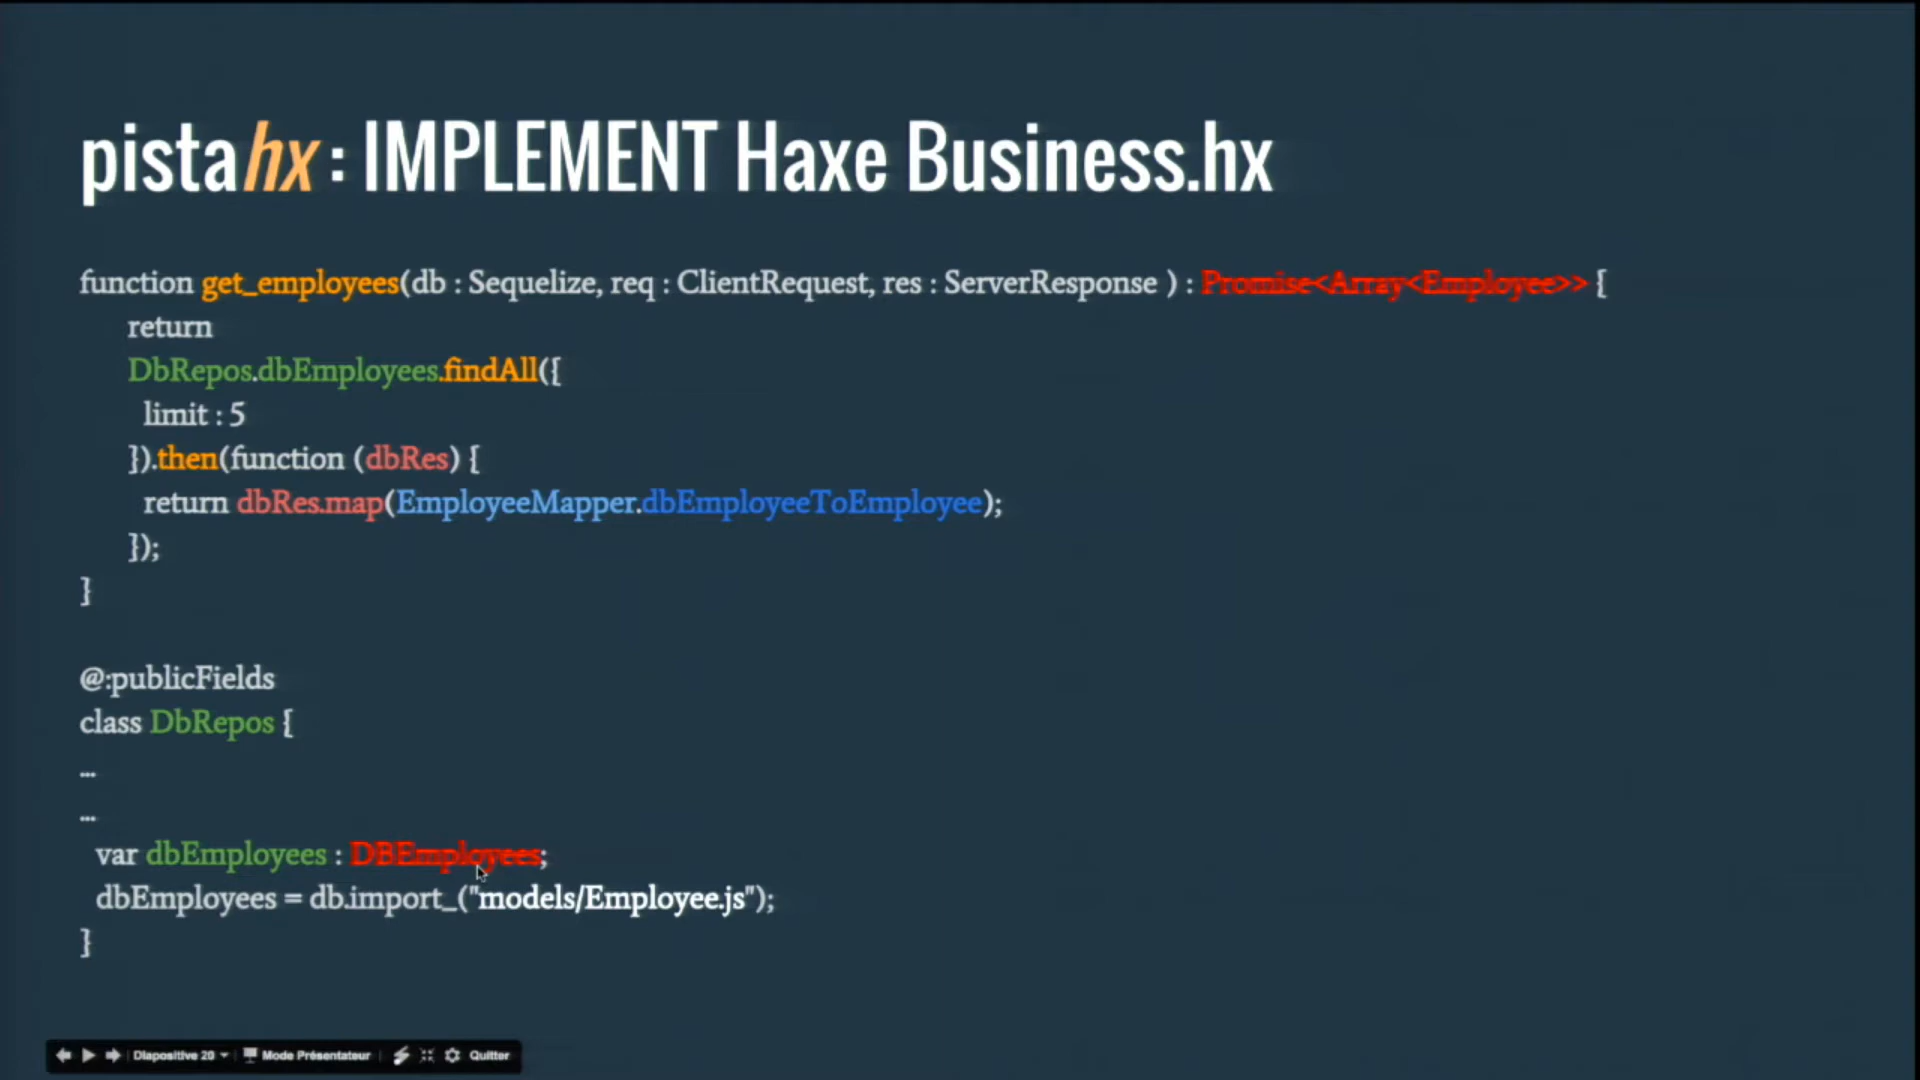 pistahx : IMPLEMENT Haxe Business.hx
function get_employees(db : Sequelize, req : ClientRequest, res : ServerResponse ) : Promise<Array<Employee>> {
return
DbRepos.dbEmployees.findAll({
limit : 5
}).then(function (dbRes) {
return dbRes.map(EmployeeMapper.dbEmployeeToEmployee);
});
}
@:publicFields
class DbRepos {
...
...
var dbEmployees : DBEmployees;
dbEmployees = db.import_("models/Employee.js");
}
Diapositive 20 Mode Présentateur Quitter